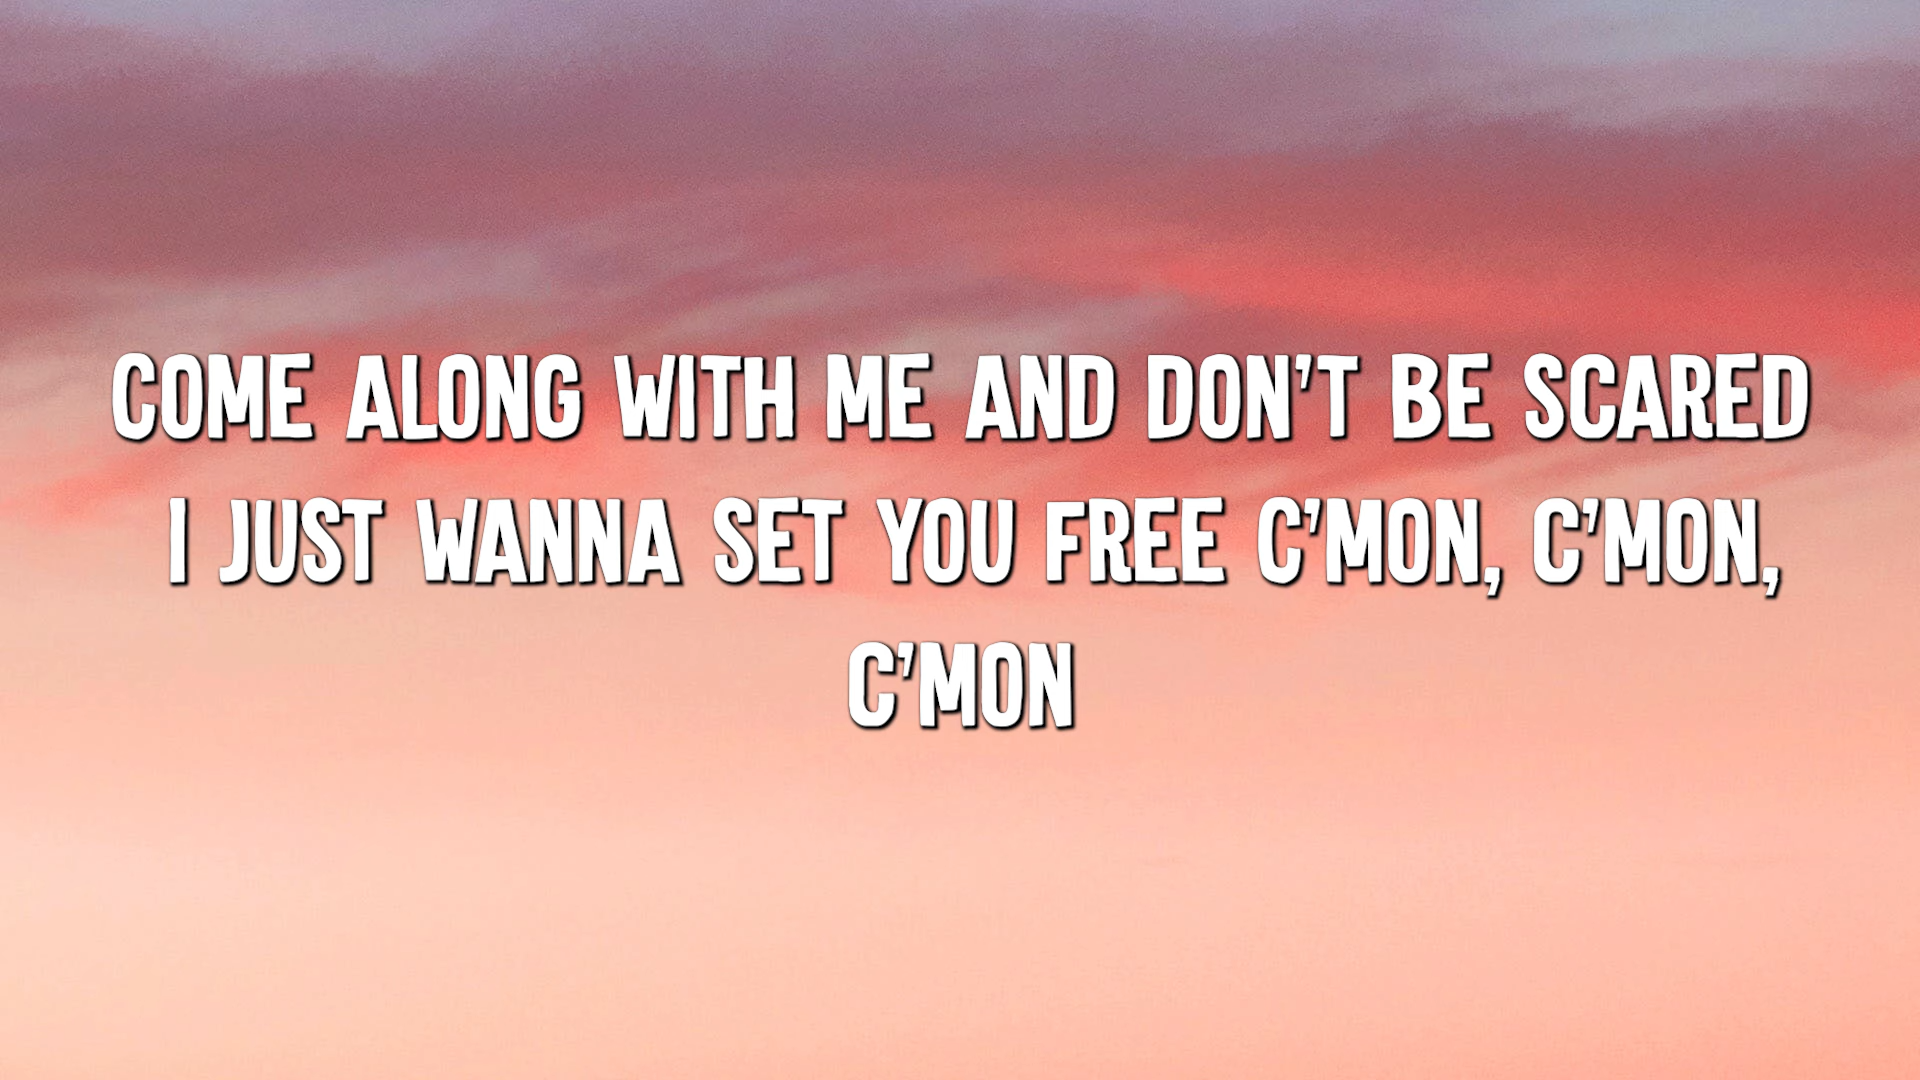 COME ALONG WITH ME AND DON'T BE SCARED
I JUST WANNA SET YOU FREE C'MON, C'MON,
C'MON